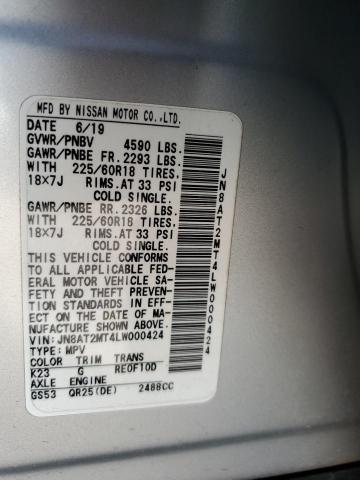 MFD BY NISSAN MOTOR CO.,LTD.
DATE 6/19
GVWR/PNBV 4590 LBS.
GAWR/PNBE FR. 2293 LBS.
WITH 225/60R18 TIRES,
18×7J RIMS, AT 33 PSI
COLD SINGLE.
GAWR/PNBE RR. 2326 LBS.
WITH 225/60R18 TIRES,
18×7J RIMS, AT 33 PSI
COLD SINGLE.
THIS VEHICLE CONFORMS
TO ALL APPLICABLE FED-
ERAL MOTOR VEHICLE SA-
FETY AND THEFT PREVEN-
TION STANDARDS IN EFF-
ECT ON THE DATE OF MA-
NUFACTURE SHOWN ABOVE.
VIN: JN8AT2MT4LW000424
TYPE: MPV
COLOR TRIM TRANS
K23 G RE0F10D
AXLE ENGINE
GS53 QR25(DE) 2488CC
JN8AT2MT4LW000424